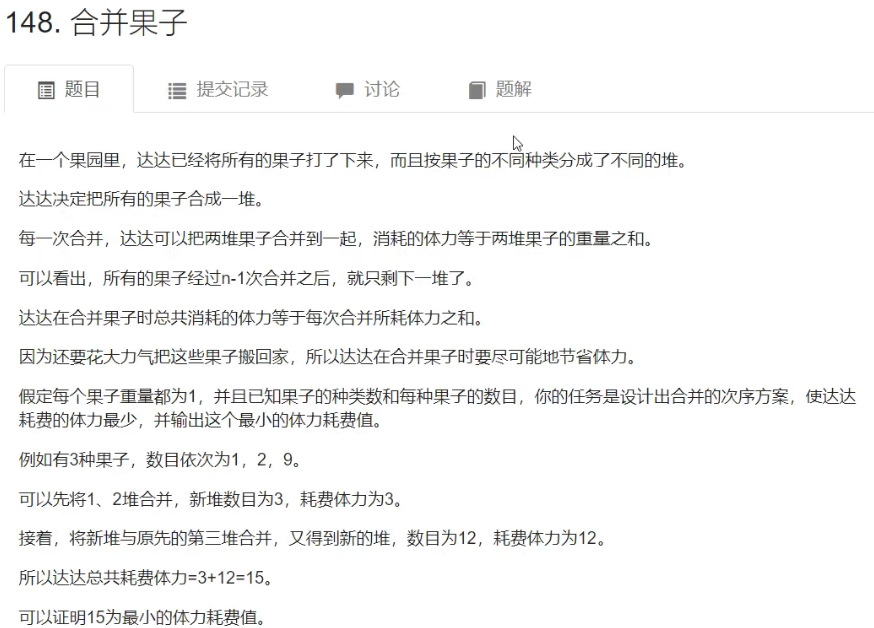 148. 合并果子
题目 提交记录 讨论 题解
在一个果园里，达达已经将所有的果子打了下来，而且按果子的不同种类分成了不同的堆。
达达决定把所有的果子合成一堆。
每一次合并，达达可以把两堆果子合并到一起，消耗的体力等于两堆果子的重量之和。
可以看出，所有的果子经过n-1次合并之后，就只剩下一堆了。
达达在合并果子时总共消耗的体力等于每次合并所耗体力之和。
因为还要花大力气把这些果子搬回家，所以达达在合并果子时要尽可能地节省体力。
假定每个果子重量都为1，并且已知果子的种类数和每种果子的数目，你的任务是设计出合并的次序方案，使达达
耗费的体力最少，并输出这个最小的体力耗费值。
例如有3种果子，数目依次为1，2，9。
可以先将1、2堆合并，新堆数目为3，耗费体力为3。
接着，将新堆与原先的第三堆合并，又得到新的堆，数目为12，耗费体力为12。
所以达达总共耗费体力=3+12=15。
可以证明15为最小的体力耗费值。